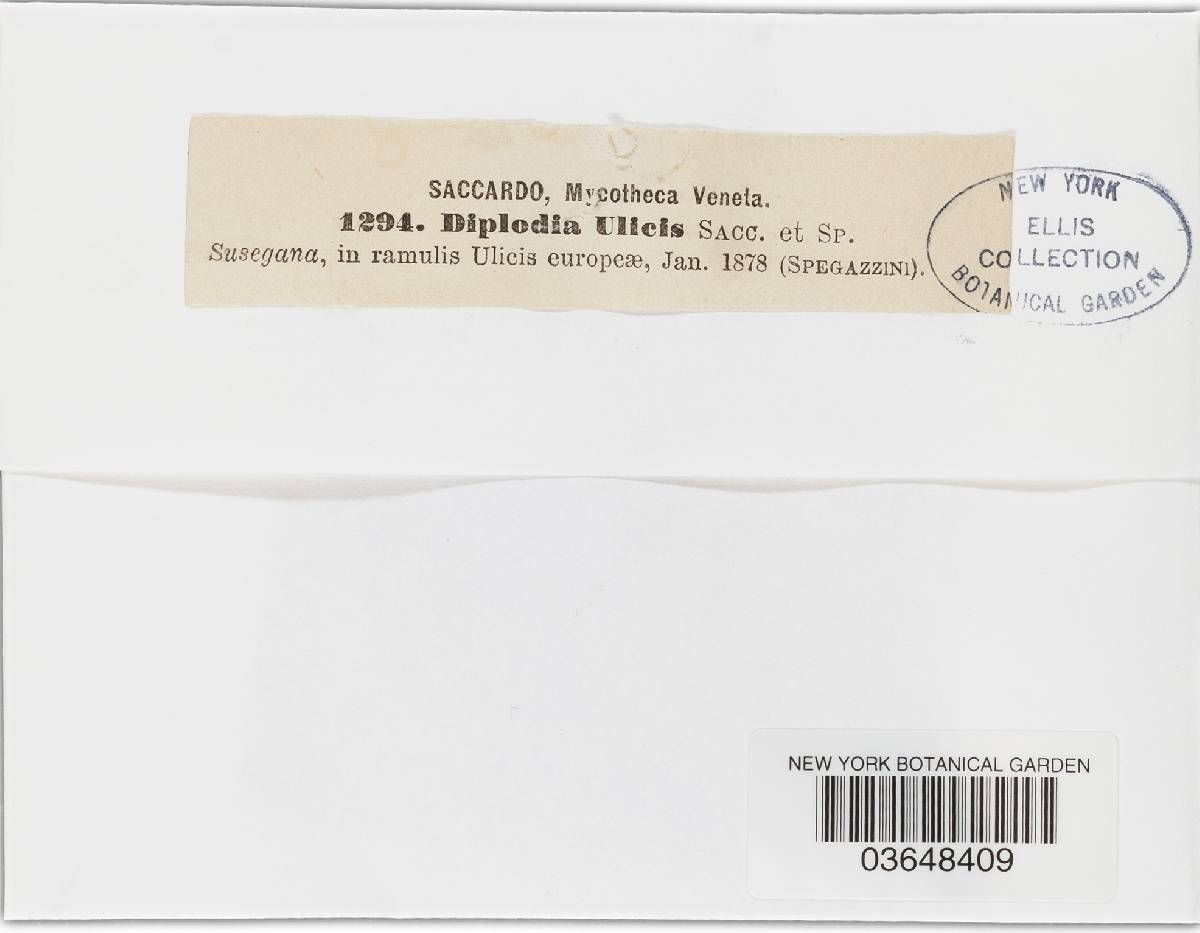 SACCARDO, Mycotheca Veneta.
1294. Diplodia Ulicis SACC. et SP.
Susegana, in ramulis Ulicis europeæ, Jan. 1878 (SPEGAZZINI).
NEW YORK
ELLIS
COLLECTION
BOTANICAL GARDEN
NEW YORK BOTANICAL GARDEN
03648409